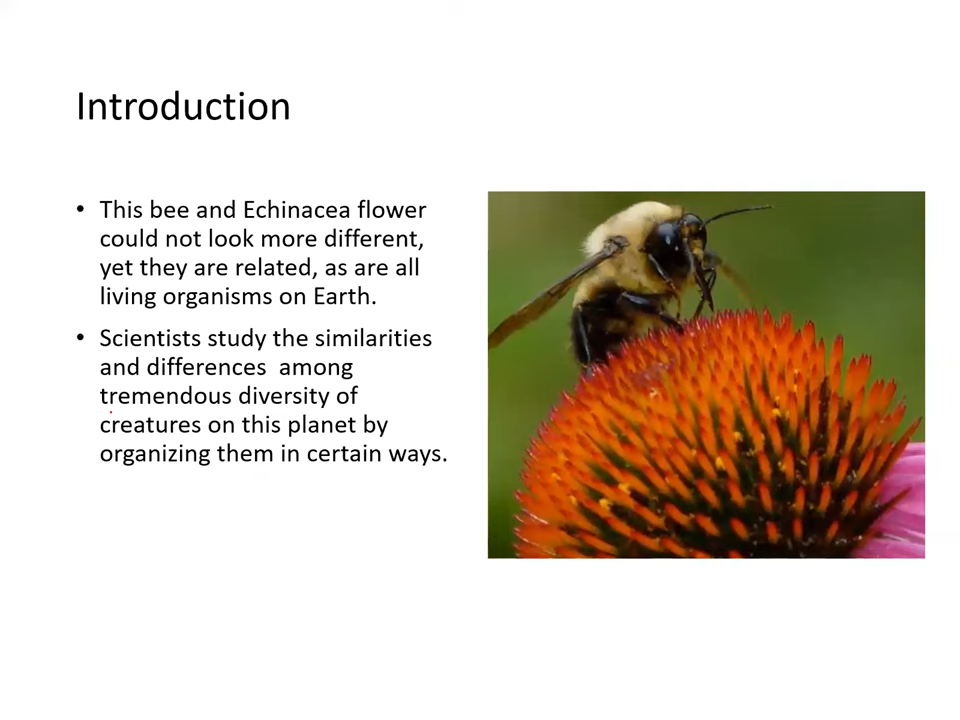 Introduction
• This bee and Echinacea flower
could not look more different,
yet they are related, as are all
living organisms on Earth.
• Scientists study the similarities
and differences  among
tremendous diversity of
creatures on this planet by
organizing them in certain ways.